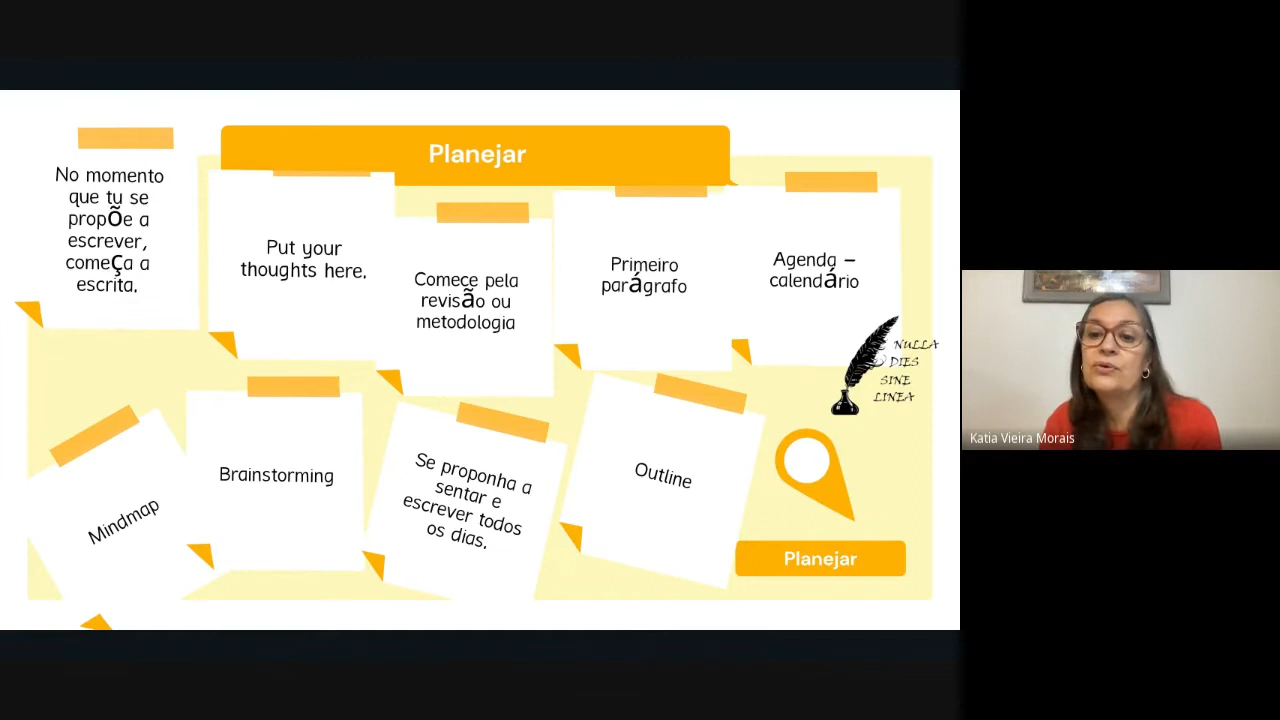 Planejar
No momento
que tu se
propÕe a
escrever,
comeÇa a
escrita.
Put your
thoughts here.
Comece pela
revisão ou
metodologia
Primeiro
parágrafo
Agenda –
calendário
NULLA
DIES
SINE
LINEA
Mindmap
Brainstorming
Se proponha a
sentar e
escrever todos
os dias.
Outline
Planejar
Katia Vieira Morais